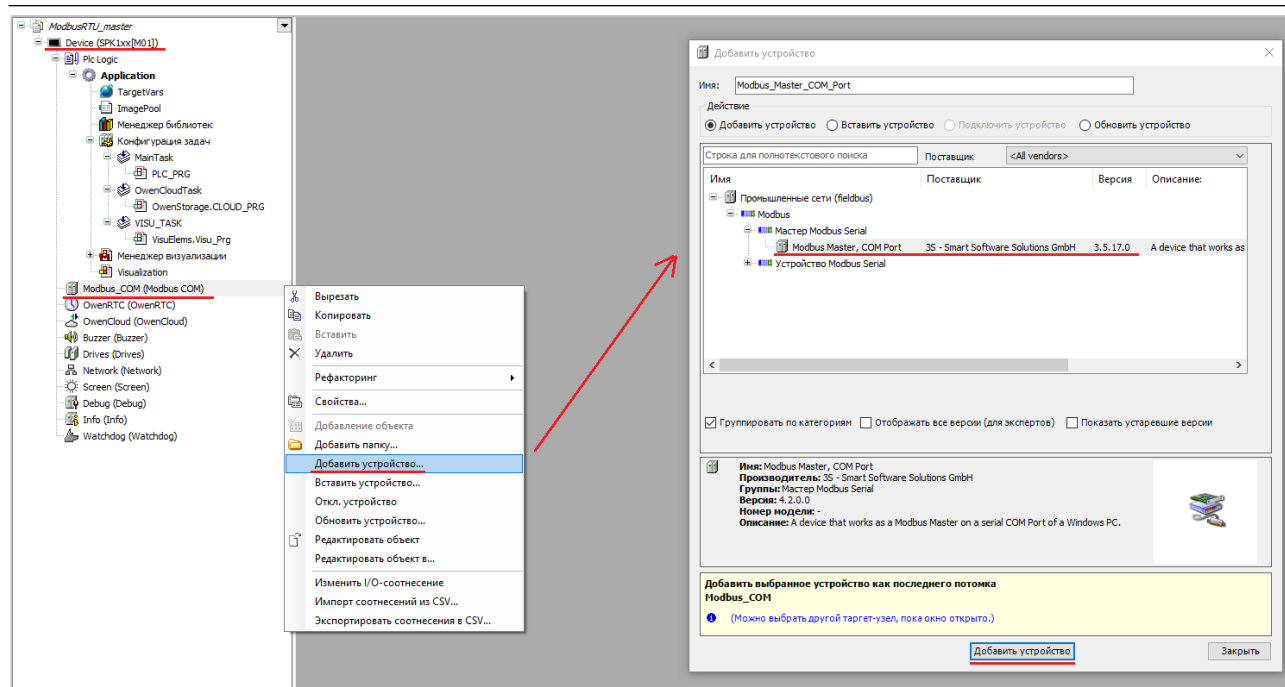 ModbusRTU_master
Device (SPK1xx[M01])
Plc Logic
Application
TargetVars
ImagePool
Менеджер библиотек
Конфигурация задач
MainTask
PLC_PRG
OwenCloudTask
OwenStorage.CLOUD_PRG
VISU_TASK
VisuElems.Visu_Prg
Менеджер визуализации
Visualization
Modbus_COM (Modbus COM)
OwenRTC (OwenRTC)
OwenCloud (OwenCloud)
Buzzer (Buzzer)
Drives (Drives)
Network (Network)
Screen (Screen)
Debug (Debug)
Info (Info)
Watchdog (Watchdog)
Вырезать
Копировать
Вставить
Удалить
Рефакторинг
Свойства...
Добавление объекта
Добавить папку...
Добавить устройство...
Вставить устройство...
Откл. устройство
Обновить устройство...
Редактировать объект
Редактировать объект в...
Изменить I/O-соотнесение
Импорт соотнесений из CSV...
Экспортировать соотнесения в CSV...
Добавить устройство
Имя: Modbus_Master_COM_Port
Действие
Добавить устройство Вставить устройство Подключить устройство Обновить устройство
Строка для полнотекстового поиска Поставщик <All vendors>
Имя Поставщик Версия Описание:
Промышленные сети (fieldbus)
Modbus
Мастер Modbus Serial
Modbus Master, COM Port 3S - Smart Software Solutions GmbH 3.5.17.0 A device that works as
Устройство Modbus Serial
Группировать по категориям Отображать все версии (для экспертов) Показать устаревшие версии
Имя: Modbus Master, COM Port
Производитель: 3S - Smart Software Solutions GmbH
Группы: Мастер Modbus Serial
Версия: 4.2.0.0
Номер модели: -
Описание: A device that works as a Modbus Master on a serial COM Port of a Windows PC.
Добавить выбранное устройство как последнего потомка
Modbus_COM
(Можно выбрать другой таргет-узел, пока окно открыто.)
Добавить устройство Закрыть